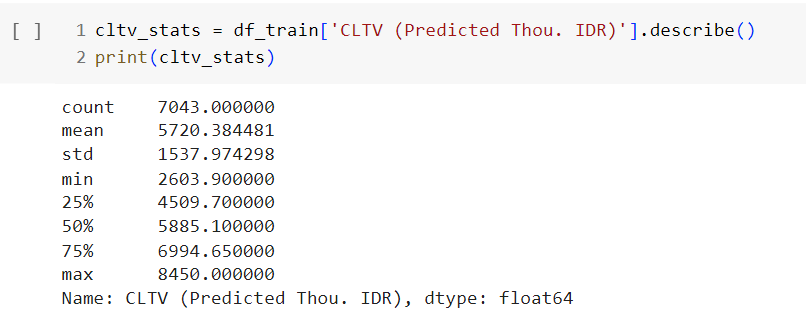 [ ] 1 cltv_stats = df_train['CLTV (Predicted Thou. IDR)'].describe()
2 print(cltv_stats)
count 7043.000000
mean 5720.384481
std 1537.974298
min 2603.900000
25% 4509.700000
50% 5885.100000
75% 6994.650000
max 8450.000000
Name: CLTV (Predicted Thou. IDR), dtype: float64